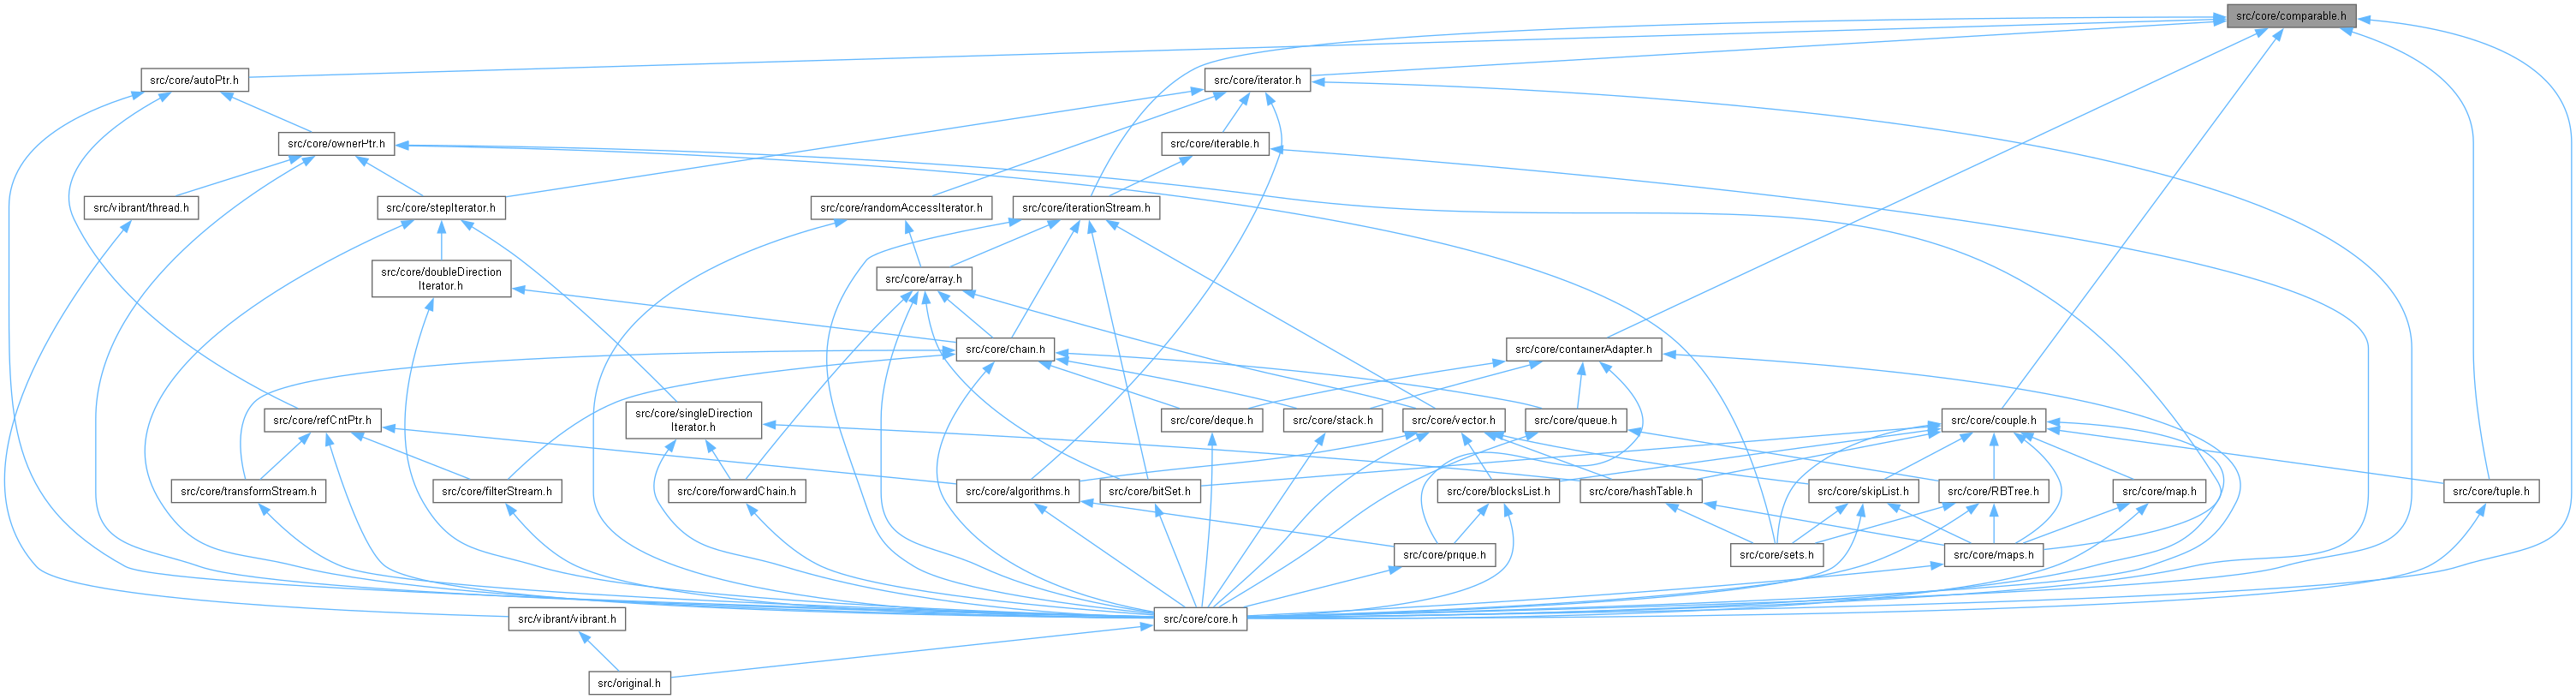 src/core/comparable.h
src/core/autoPtr.h
src/core/iterator.h
src/core/ownerPtr.h
src/core/iterable.h
src/vibrant/thread.h
src/core/stepIterator.h
src/core/randomAccessIterator.h
src/core/iterationStream.h
src/core/doubleDirection
Iterator.h
src/core/array.h
src/core/chain.h
src/core/containerAdapter.h
src/core/refCntPtr.h
src/core/singleDirection
Iterator.h
src/core/deque.h
src/core/stack.h
src/core/vector.h
src/core/queue.h
src/core/couple.h
src/core/transformStream.h
src/core/filterStream.h
src/core/forwardChain.h
src/core/algorithms.h
src/core/bitSet.h
src/core/blocksList.h
src/core/hashTable.h
src/core/skipList.h
src/core/RBTree.h
src/core/map.h
src/core/tuple.h
src/core/prique.h
src/core/sets.h
src/core/maps.h
src/vibrant/vibrant.h
src/core/core.h
src/original.h